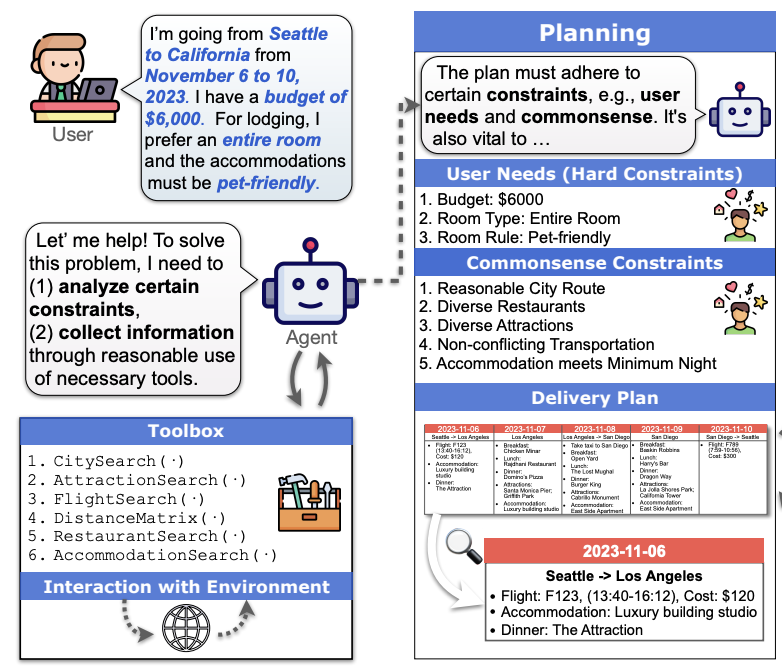 I'm going from Seattle
to California from
November 6 to 10,
2023. I have a budget of
$6,000. For lodging, I
prefer an entire room
and the accommodations
must be pet-friendly.
User
Let' me help! To solve
this problem, I need to
(1) analyze certain
constraints,
(2) collect information
through reasonable use
of necessary tools.
Agent
Toolbox
1. CitySearch(·)
2. AttractionSearch(·)
3. FlightSearch(·)
4. DistanceMatrix(·)
5. RestaurantSearch(·)
6. AccommodationSearch(·)
Interaction with Environment
Planning
The plan must adhere to
certain constraints, e.g., user
needs and commonsense. It's
also vital to ...
User Needs (Hard Constraints)
1. Budget: $6000
2. Room Type: Entire Room
3. Room Rule: Pet-friendly
Commonsense Constraints
1. Reasonable City Route
2. Diverse Restaurants
3. Diverse Attractions
4. Non-conflicting Transportation
5. Accommodation meets Minimum Night
Delivery Plan
2023-11-06
Seattle -> Los Angeles
• Flight: F123
(13:40-16:12),
Cost: $120
• Accommodation:
Luxury building
studio
• Dinner:
The Attraction
2023-11-07
Los Angeles
• Breakfast:
Chicken Minar
• Lunch:
Rajdhani Restaurant
• Dinner:
Domino's Pizza
• Attractions:
Santa Monica Pier;
Griffith Park
• Accommodation:
Luxury building studio
2023-11-08
Los Angeles -> San Diego
• Take taxi to San Diego
• Breakfast:
Open Yard
• Lunch:
The Lost Mughal
• Dinner:
Burger King
• Attractions:
Cabrillo Monument
• Accommodation:
East Side Apartment
2023-11-09
San Diego
• Breakfast:
Baskin Robbins
• Lunch:
Harry's Bar
• Dinner:
Dragon Way
• Attractions:
La Jolla Shores Park;
California Tower
• Accommodation:
East Side Apartment
2023-11-10
San Diego -> Seattle
• Flight: F789
(7:59-10:56),
Cost: $300
2023-11-06
Seattle -> Los Angeles
• Flight: F123, (13:40-16:12), Cost: $120
• Accommodation: Luxury building studio
• Dinner: The Attraction